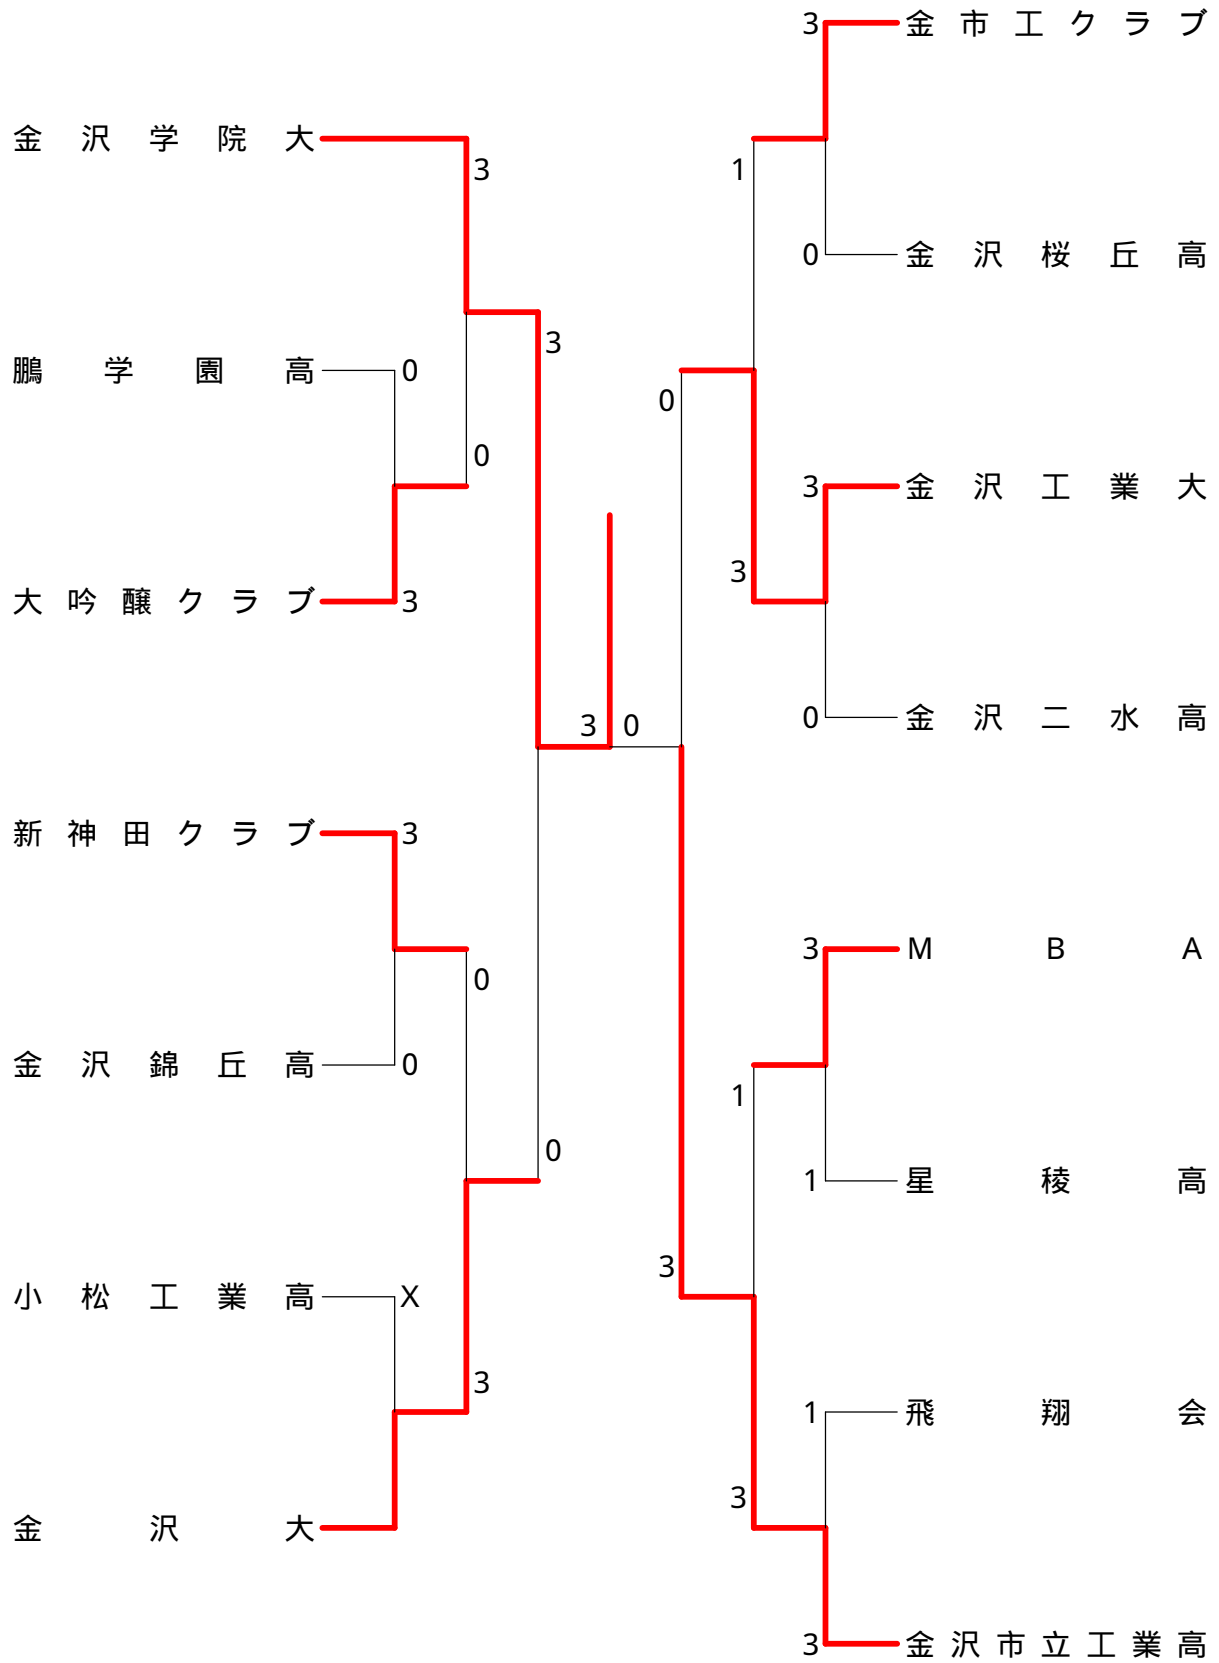 3 金市工クラブ
金沢学院大
3
1
0 金沢桜丘高
3
鵬学園高 0
0
0
3 金沢工業大
3
大吟醸クラブ 3
3 0
0 金沢二水高
新神田クラブ 3
3 MBA
0
金沢錦丘高 0
1
0
1 星稜高
3
小松工業高 X
3
1 飛翔会
3
金沢大
3 金沢市立工業高